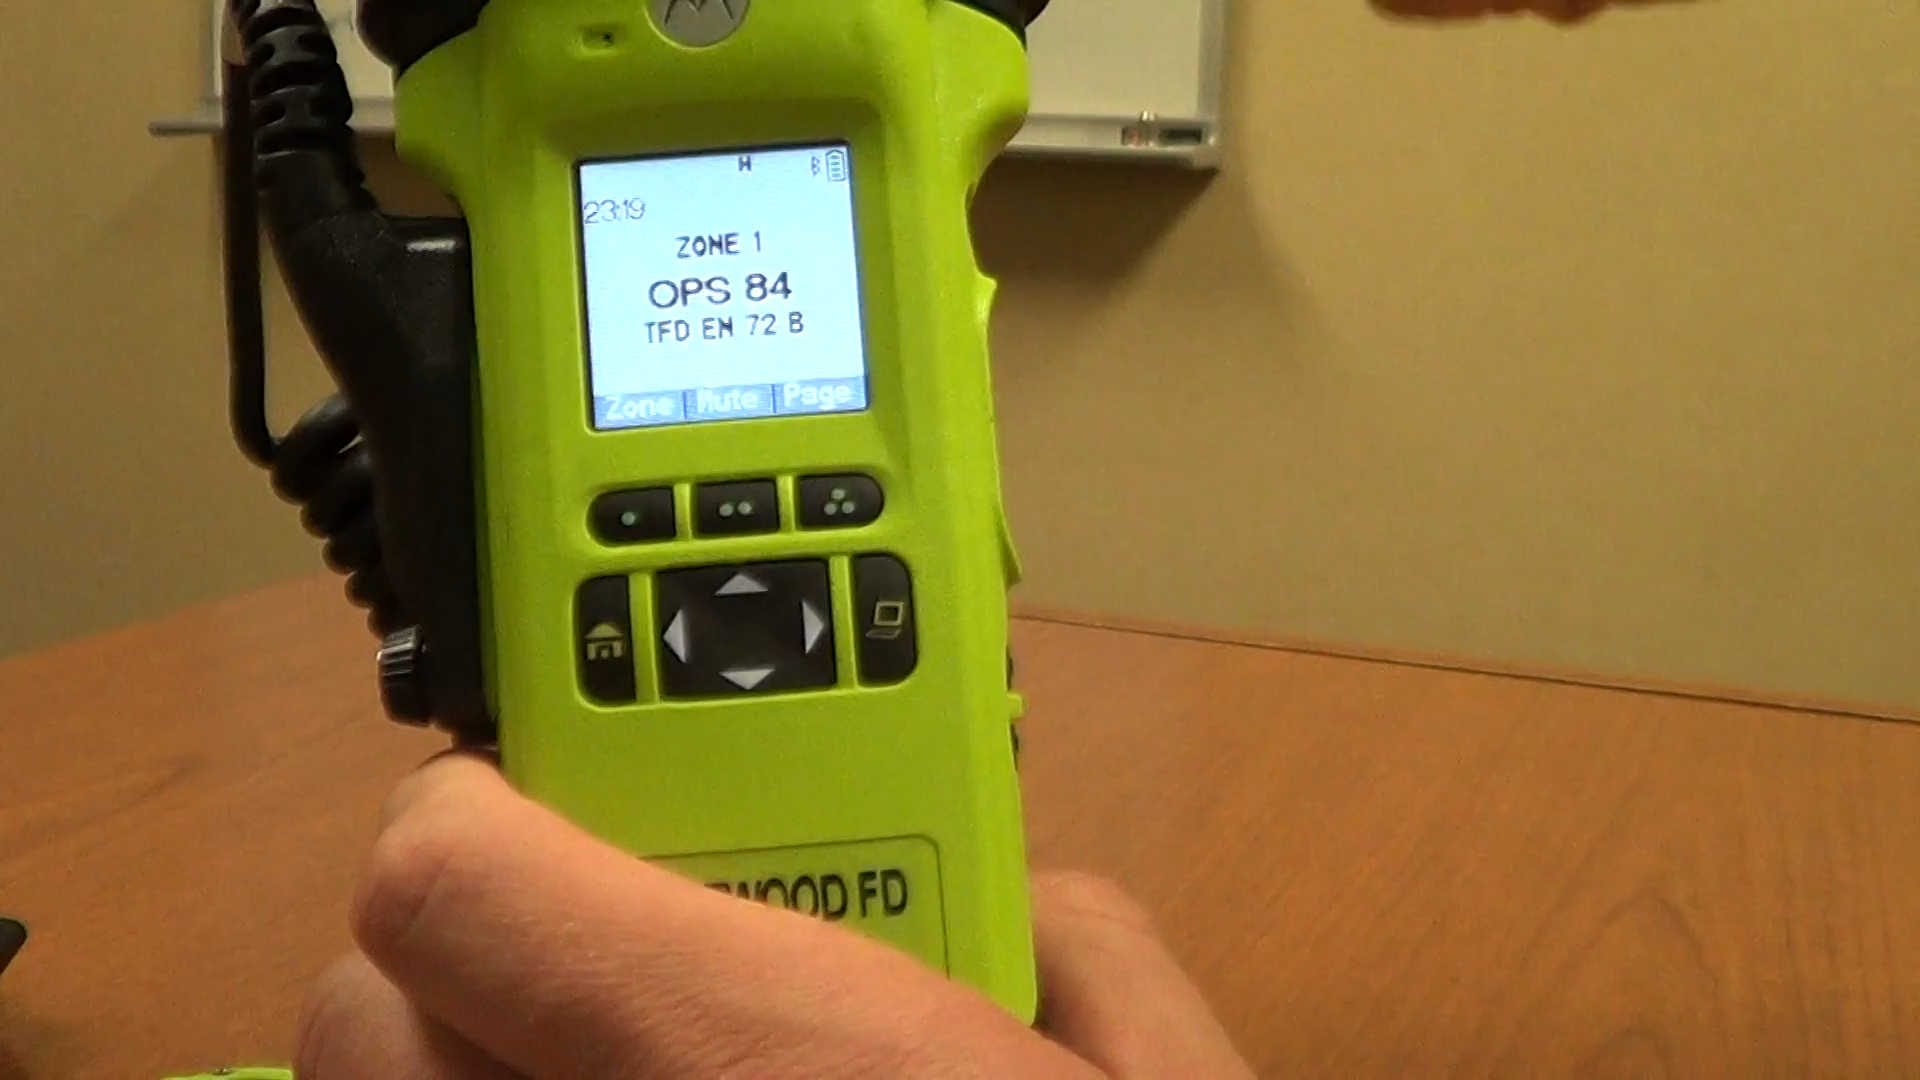 H
23:19
ZONE 1
OPS 84
TFD EN 72 B
Zone Mute Page
WOOD FD